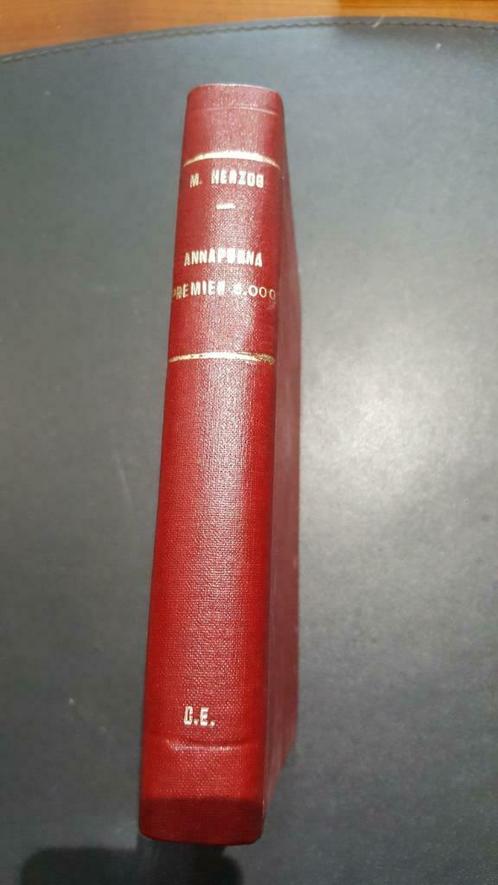 M. HERZOG
ANNAPURNA
PREMIER 8.000
C.E.